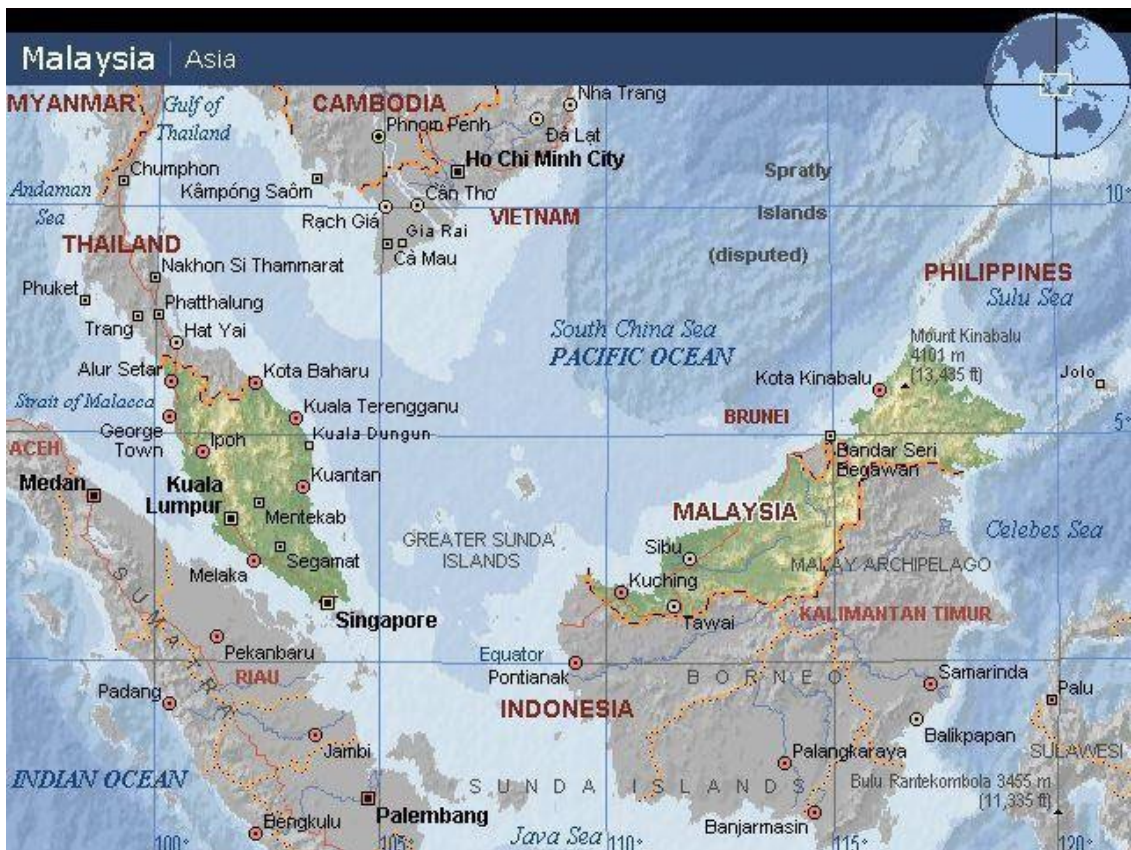 Malaysia | Asia
MYANMAR
Gulf of
Thailand
CAMBODIA
Nha Trang
Phnom Penh
Đà Lạt
Ho Chi Minh City
Chumphon
Kâmpóng Saôm
Cân Thơ
Andaman
Sea
Spratly
Islands
(disputed)
10°
Rạch Giá
VIETNAM
Gia Rai
Cà Mau
THAILAND
Nakhon Si Thammarat
PHILIPPINES
Sulu Sea
Phuket
Phatthalung
Trang
Hat Yai
South China Sea
PACIFIC OCEAN
Mount Kinabalu
4101 m
(13,435 ft)
Alur Setar
Kota Baharu
Kota Kinabalu
Jolo
Strait of Malacca
Kuala Terengganu
BRUNEI
George
Town
Ipoh
Kuala Dungun
5°
ACEH
Bandar Seri
Begawan
Medan
Kuala
Lumpur
Kuantan
Mentekab
MALAYSIA
Celebes Sea
GREATER SUNDA
ISLANDS
Sibu
MALAY ARCHIPELAGO
Melaka
Segamat
Kuching
Singapore
Tawai
KALIMANTAN TIMUR
SUMATRA
Pekanbaru
Equator
Pontianak
BORNEO
Samarinda
RIAU
Padang
INDONESIA
Palu
Jambi
Balikpapan
Palangkaraya
SULAWESI
INDIAN OCEAN
SUNDA ISLANDS
Bulu Rantekombola 3455 m
(11,335 ft)
Palembang
Bengkulu
Java Sea
Banjarmasin
100°
105°
110°
115°
120°